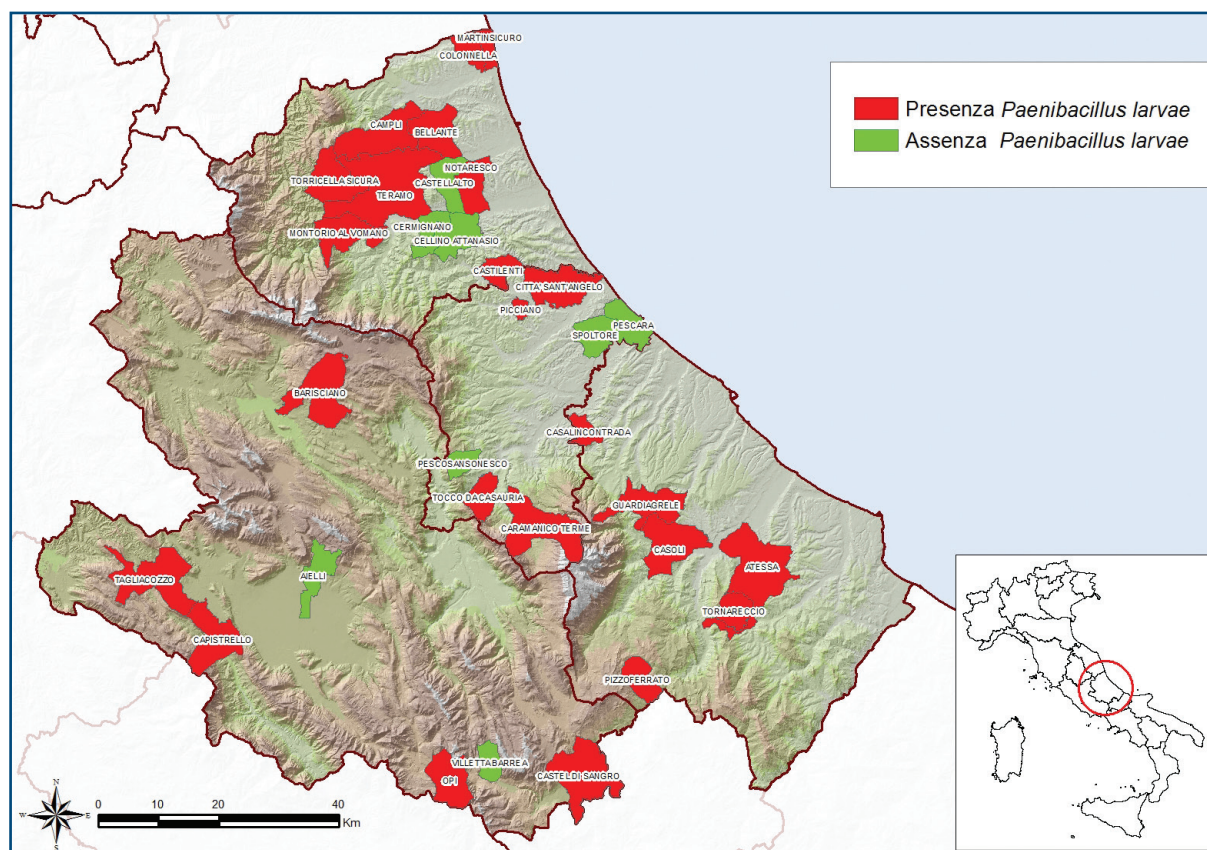 MARTINSICURO
COLONNELLA
Presenza Paenibacillus larvae
Assenza Paenibacillus larvae
CAMPLI
BELLANTE
NOTARESCO
TORRICELLA SICURA
CASTELLALTO
TERAMO
CERMIGNANO
MONTORIO AL VOMANO
CELLINO ATTANASIO
CASTILENTI
CITTA' SANT'ANGELO
PICCIANO
PESCARA
SPOLTORE
BARISCIANO
CASALINCONTRADA
PESCOSANSONESCO
TOCCO DA CASAURIA
GUARDIAGRELE
CARAMANICO TERME
CASOLI
ATESSA
AIELLI
TAGLIACOZZO
TORNARECCIO
CAPISTRELLO
PIZZOFERRATO
VILLETTA BARREA
OPI
CASTEL DI SANGRO
N
W
E
S
0 10 20 40
Km